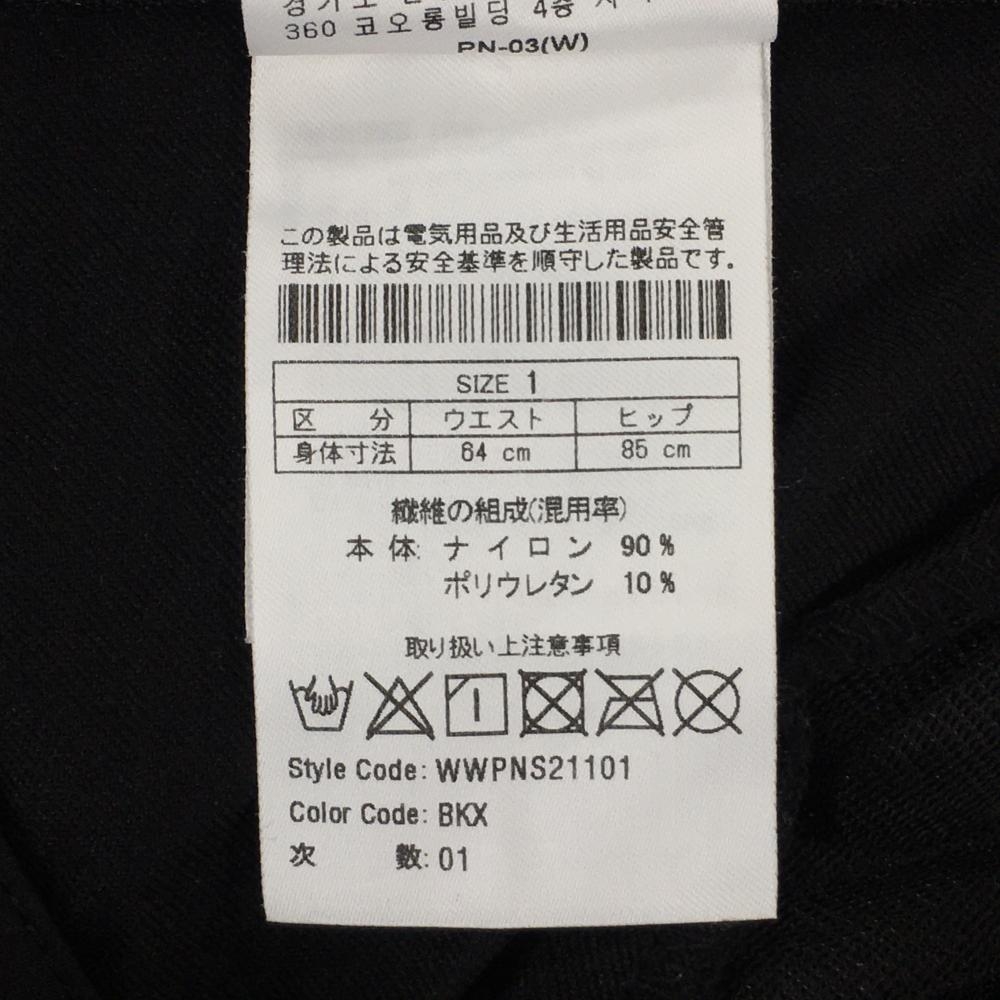 360 코오롱빌딩 4층
PN-03(W)
この製品は電気用品及び生活用品安全管
理法による安全基準を順守した製品です。
SIZE 1
区 分 ウエスト ヒップ
身体寸法 64 cm 85 cm
繊維の組成(混用率)
本 体: ナイロン 90 %
ポリウレタン 10 %
取り扱い上注意事項
Style Code: WWPNS21101
Color Code: BKX
次 数: 01